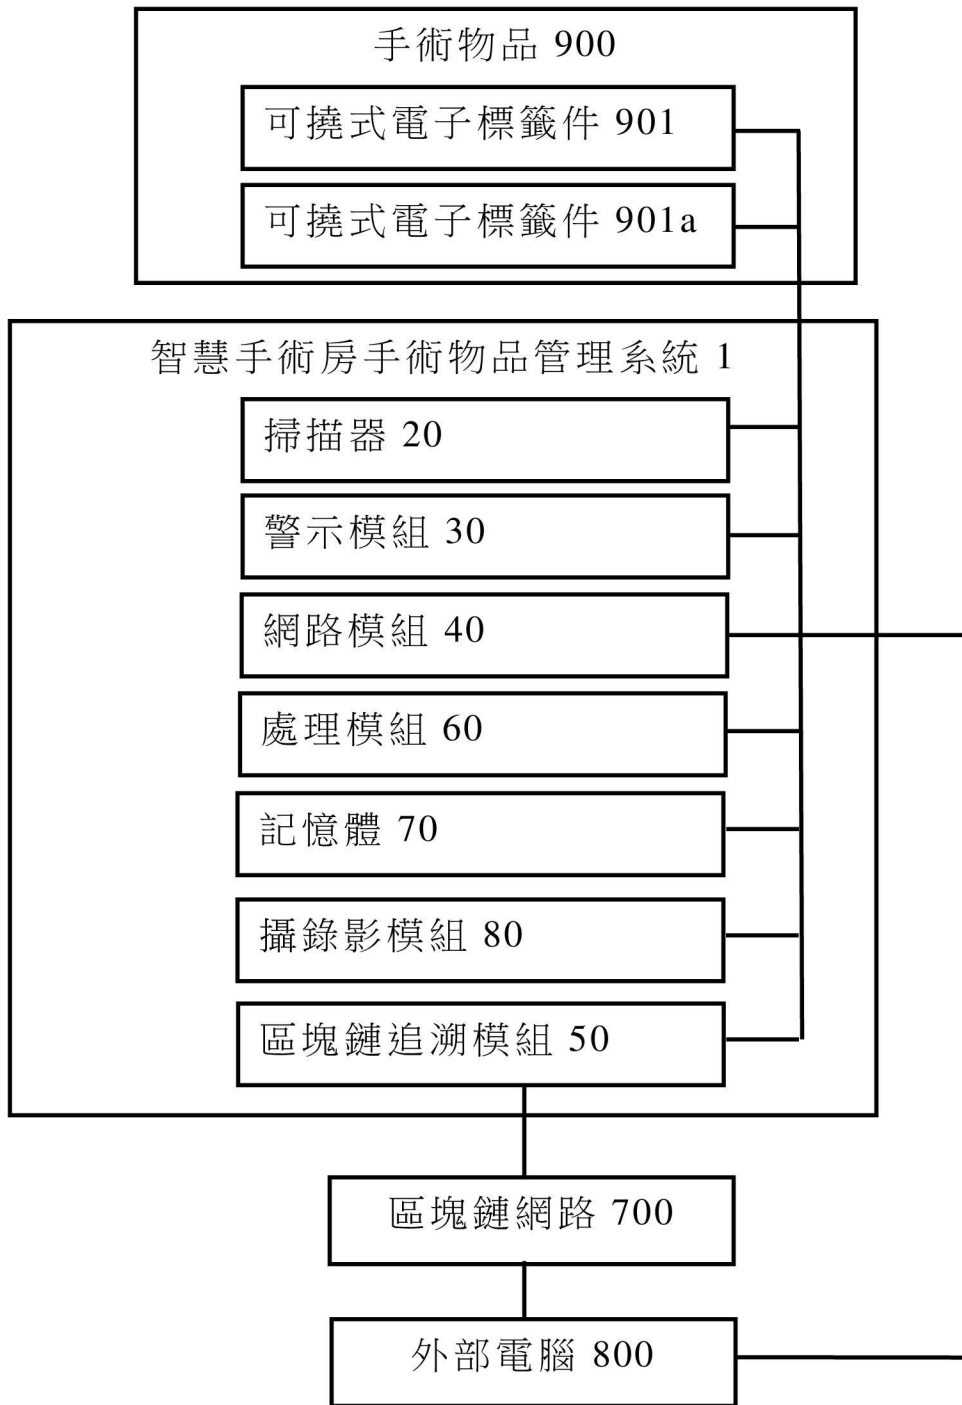 手術物品 900
可撓式電子標籤件 901
可撓式電子標籤件 901a
智慧手術房手術物品管理系統 1
掃描器 20
警示模組 30
網路模組 40
處理模組 60
記憶體 70
攝錄影模組 80
區塊鏈追溯模組 50
區塊鏈網路 700
外部電腦 800